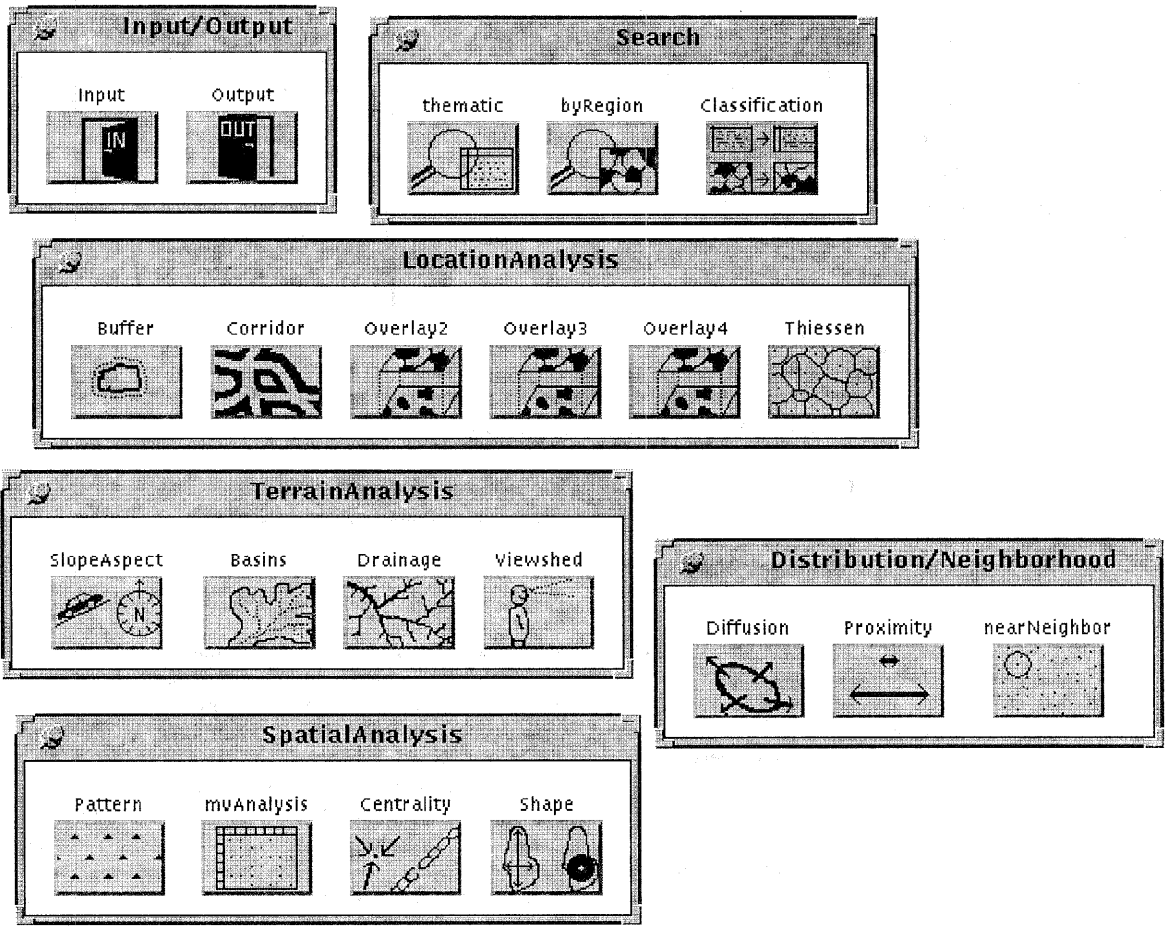 Input/Output
Input Output
IN OUT
Search
thematic byRegion Classification
LocationAnalysis
Buffer Corridor Overlay2 Overlay3 Overlay4 Thiessen
TerrainAnalysis
SlopeAspect Basins Drainage Viewshed
N
Distribution/Neighborhood
Diffusion Proximity nearNeighbor
SpatialAnalysis
Pattern mvAnalysis Centrality Shape